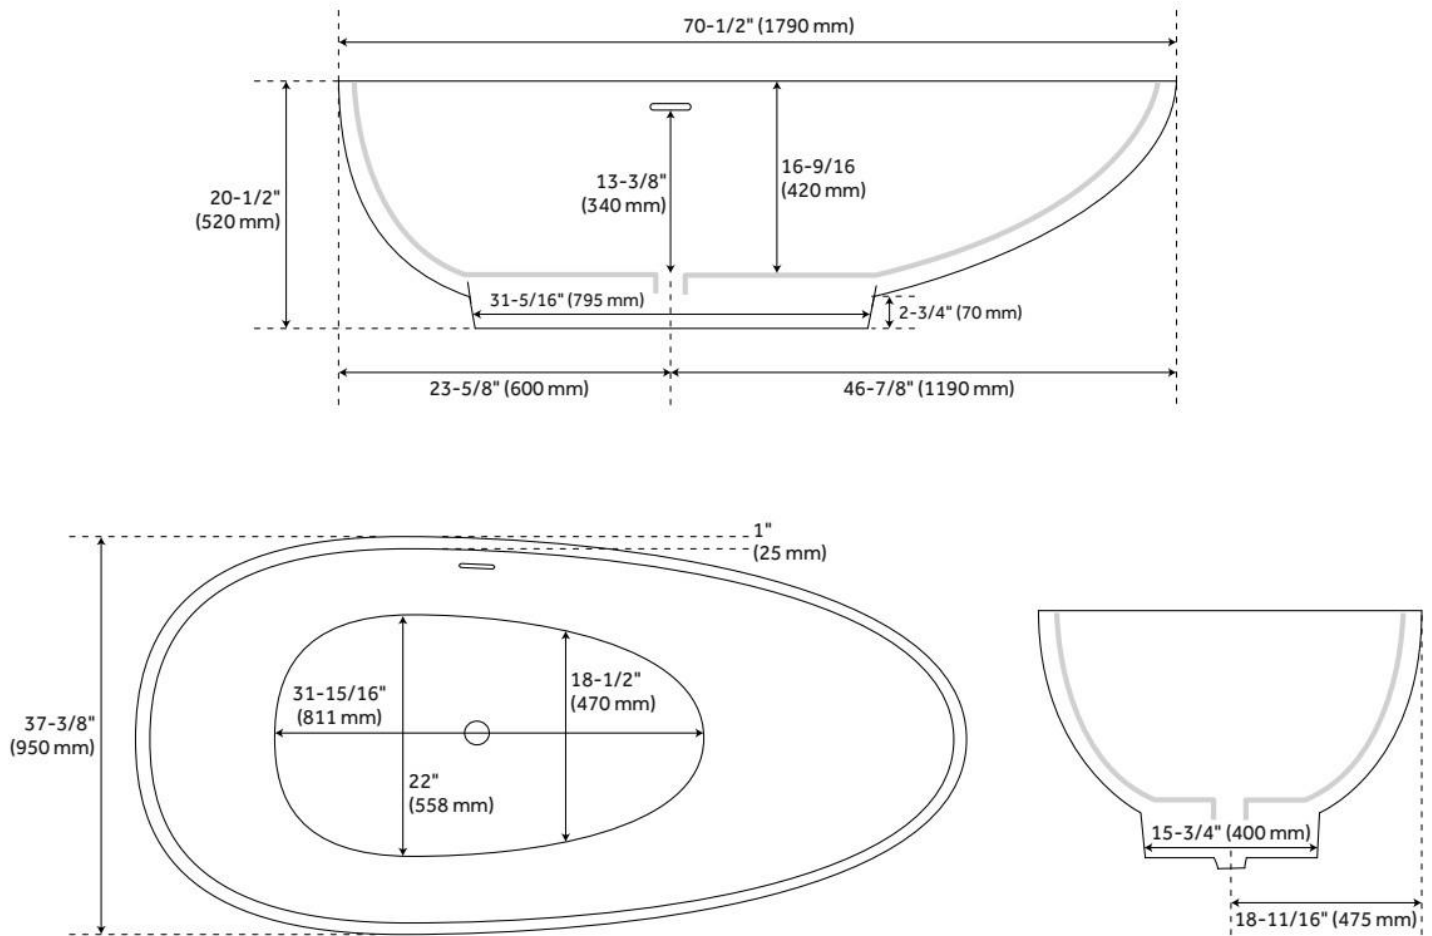 70-1/2" (1790 mm)
20-1/2"
(520 mm)
13-3/8"
(340 mm)
16-9/16
(420 mm)
31-5/16" (795 mm)
2-3/4" (70 mm)
23-5/8" (600 mm)
46-7/8" (1190 mm)
1"
(25 mm)
37-3/8"
(950 mm)
31-15/16"
(811 mm)
18-1/2"
(470 mm)
22"
(558 mm)
15-3/4" (400 mm)
18-11/16" (475 mm)